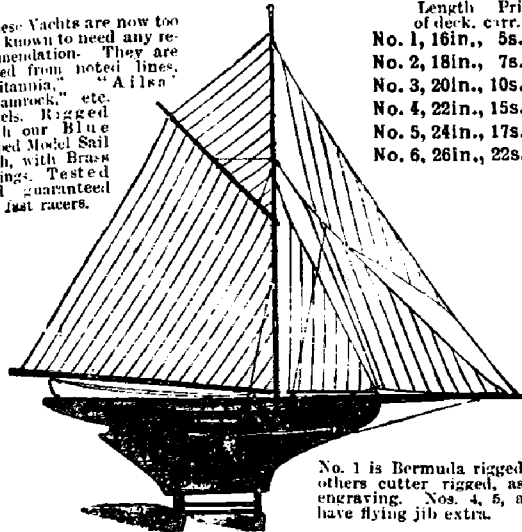 ese Yachts are now too
known to need any re-
mendation. They are
ed from noted lines,
itannia," "Ailsa'
amrock," etc.
els. Rigged
h our Blue
ped Model Sail
h, with Brass
ings. Tested
guaranteed
fast racers.
Length Pri
of deck. carr.
No. 1, 16in., 5s.
No. 2, 18in., 7s.
No. 3, 20in., 10s.
No. 4, 22in., 15s.
No. 5, 24in., 17s.
No. 6, 26in., 22s.
No. 1 is Bermuda rigged
others cutter rigged, as
engraving. Nos. 4, 5, a
have flying jib extra.